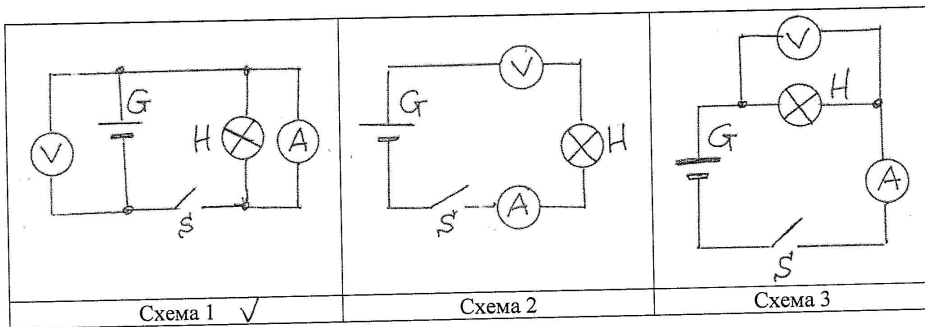 V G H A S
V G H S A
V H G A S
Схема 1 √ Схема 2 Схема 3